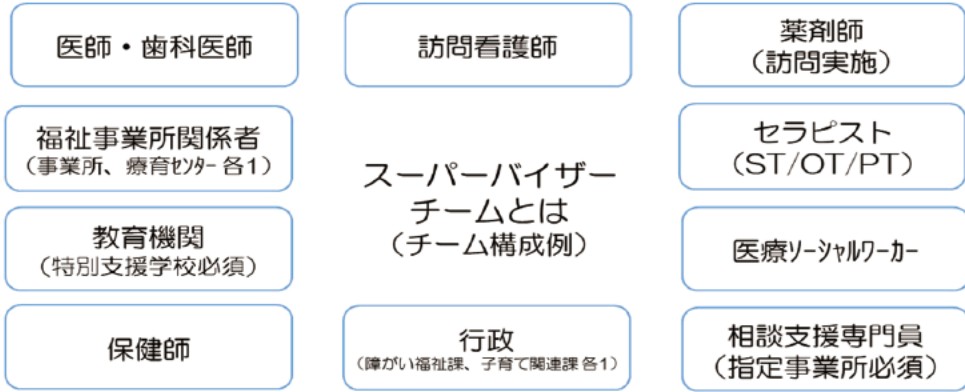 医師・歯科医師
訪問看護師
薬剤師
（訪問実施）
福祉事業所関係者
（事業所、療育ｾﾝﾀｰ 各1）
スーパーバイザー
チームとは
（チーム構成例）
セラピスト
（ST/OT/PT）
教育機関
（特別支援学校必須）
医療ｿｰｼｬﾙﾜｰｶｰ
保健師
行政
（障がい福祉課、子育て関連課 各1）
相談支援専門員
（指定事業所必須）